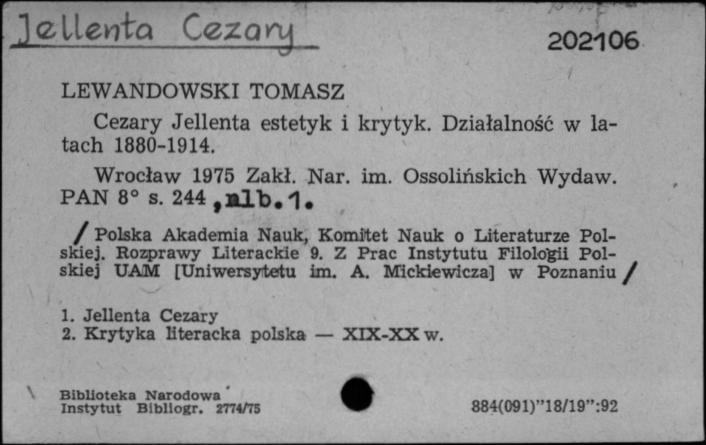 Jellenta Cezary
202106
LEWANDOWSKI TOMASZ
Cezary Jellenta estetyk i krytyk. Działalność w la-
tach 1880-1914.
Wrocław 1975 Zakł. Nar. im. Ossolińskich Wydaw.
PAN 8° s. 244 , nlb. 1.
/ Polska Akademia Nauk, Komitet Nauk o Literaturze Pol-
skiej. Rozprawy Literackie 9. Z Prac Instytutu Filologii Pol-
skiej UAM [Uniwersytetu im. A. Mickiewicza] w Poznaniu /
1. Jellenta Cezary
2. Krytyka literacka polska — XIX-XX w.
Biblioteka Narodowa
Instytut Bibliogr. 2774/75
884(091)"18/19":92